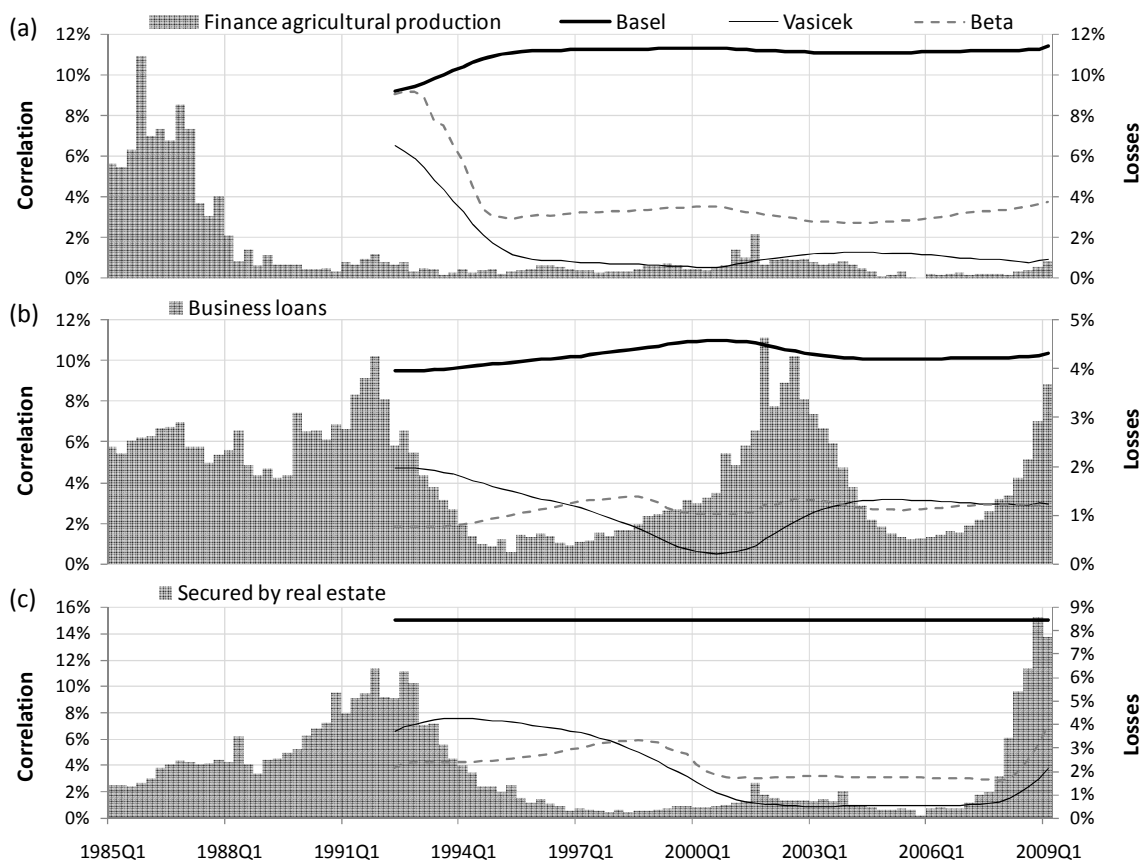 (a)
Finance agricultural production Basel Vasicek Beta
12% 12%
10% 10%
8% 8%
6% 6%
4% 4%
2% 2%
0% 0%
Correlation
Losses
(b)
Business loans
12% 5%
10% 4%
8% 3%
6%
4% 2%
2% 1%
0% 0%
Correlation
Losses
(c)
Secured by real estate
16% 9%
14% 8%
12% 7%
10% 6%
8% 5%
6% 4%
4% 3%
2% 2%
0% 1%
0%
Correlation
Losses
1985Q1 1988Q1 1991Q1 1994Q1 1997Q1 2000Q1 2003Q1 2006Q1 2009Q1